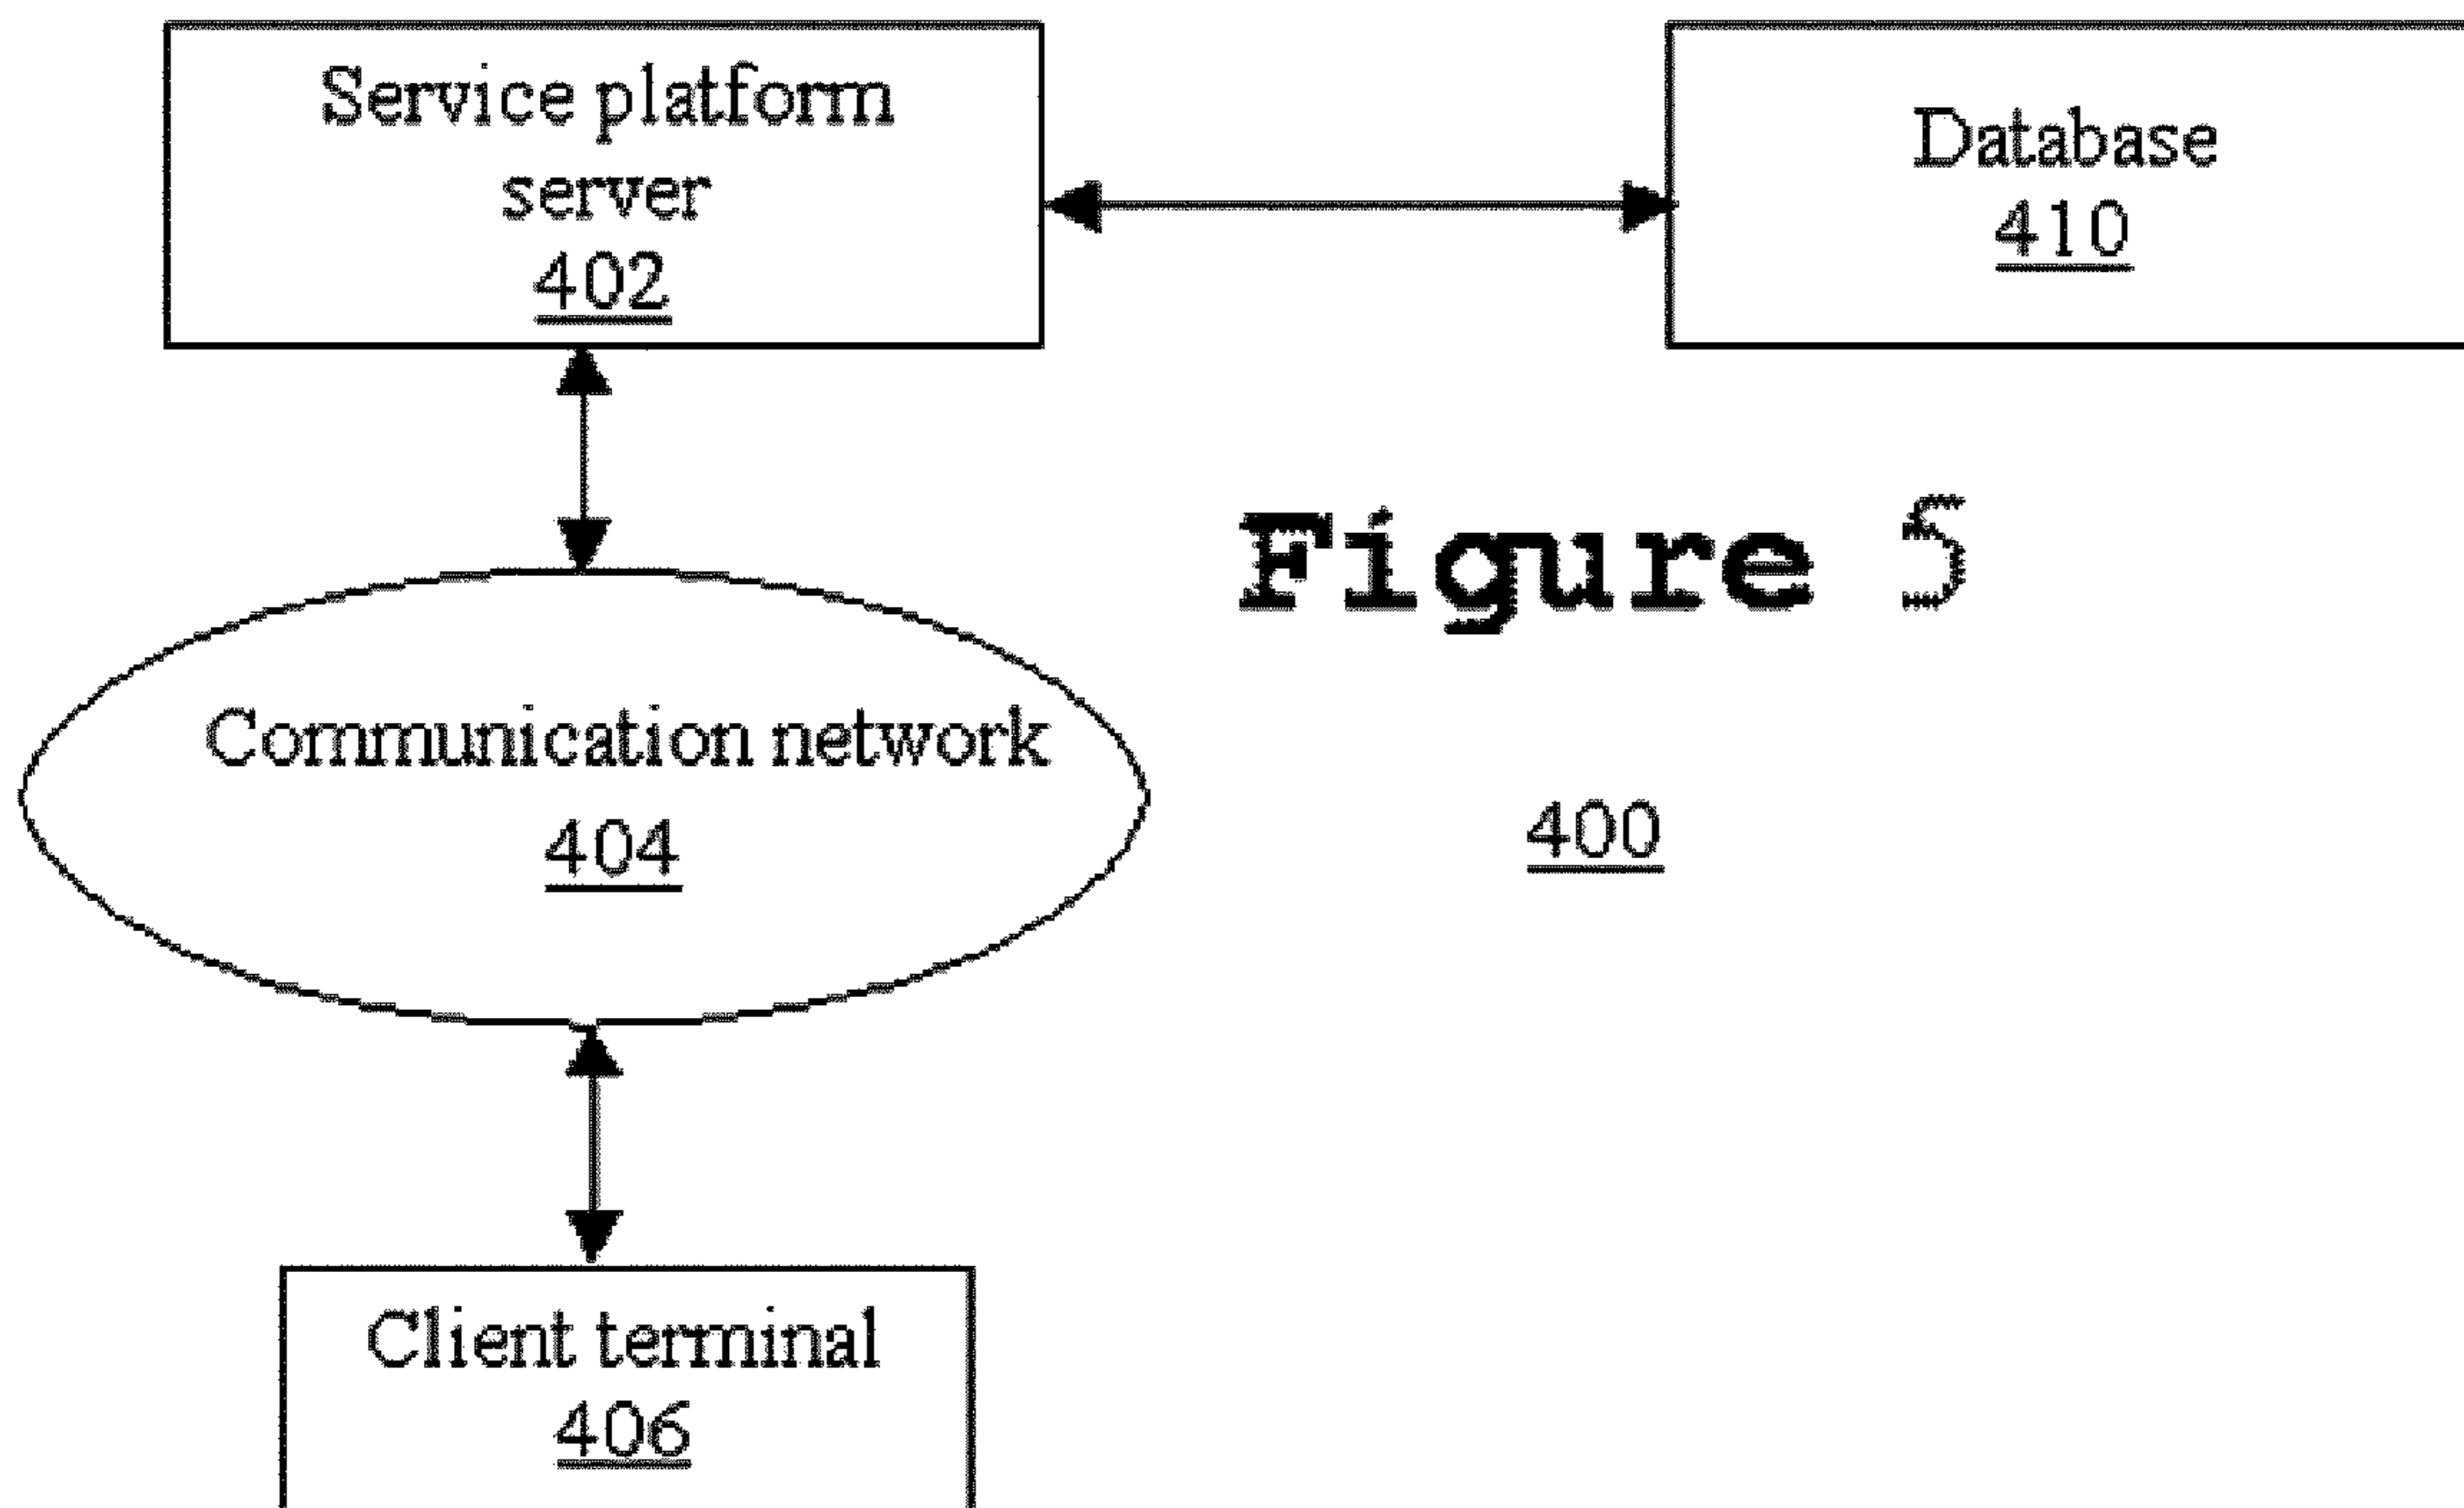 Service platform
server
402
Database
410
Figure 5
Communication network
404
400
Client terminal
406